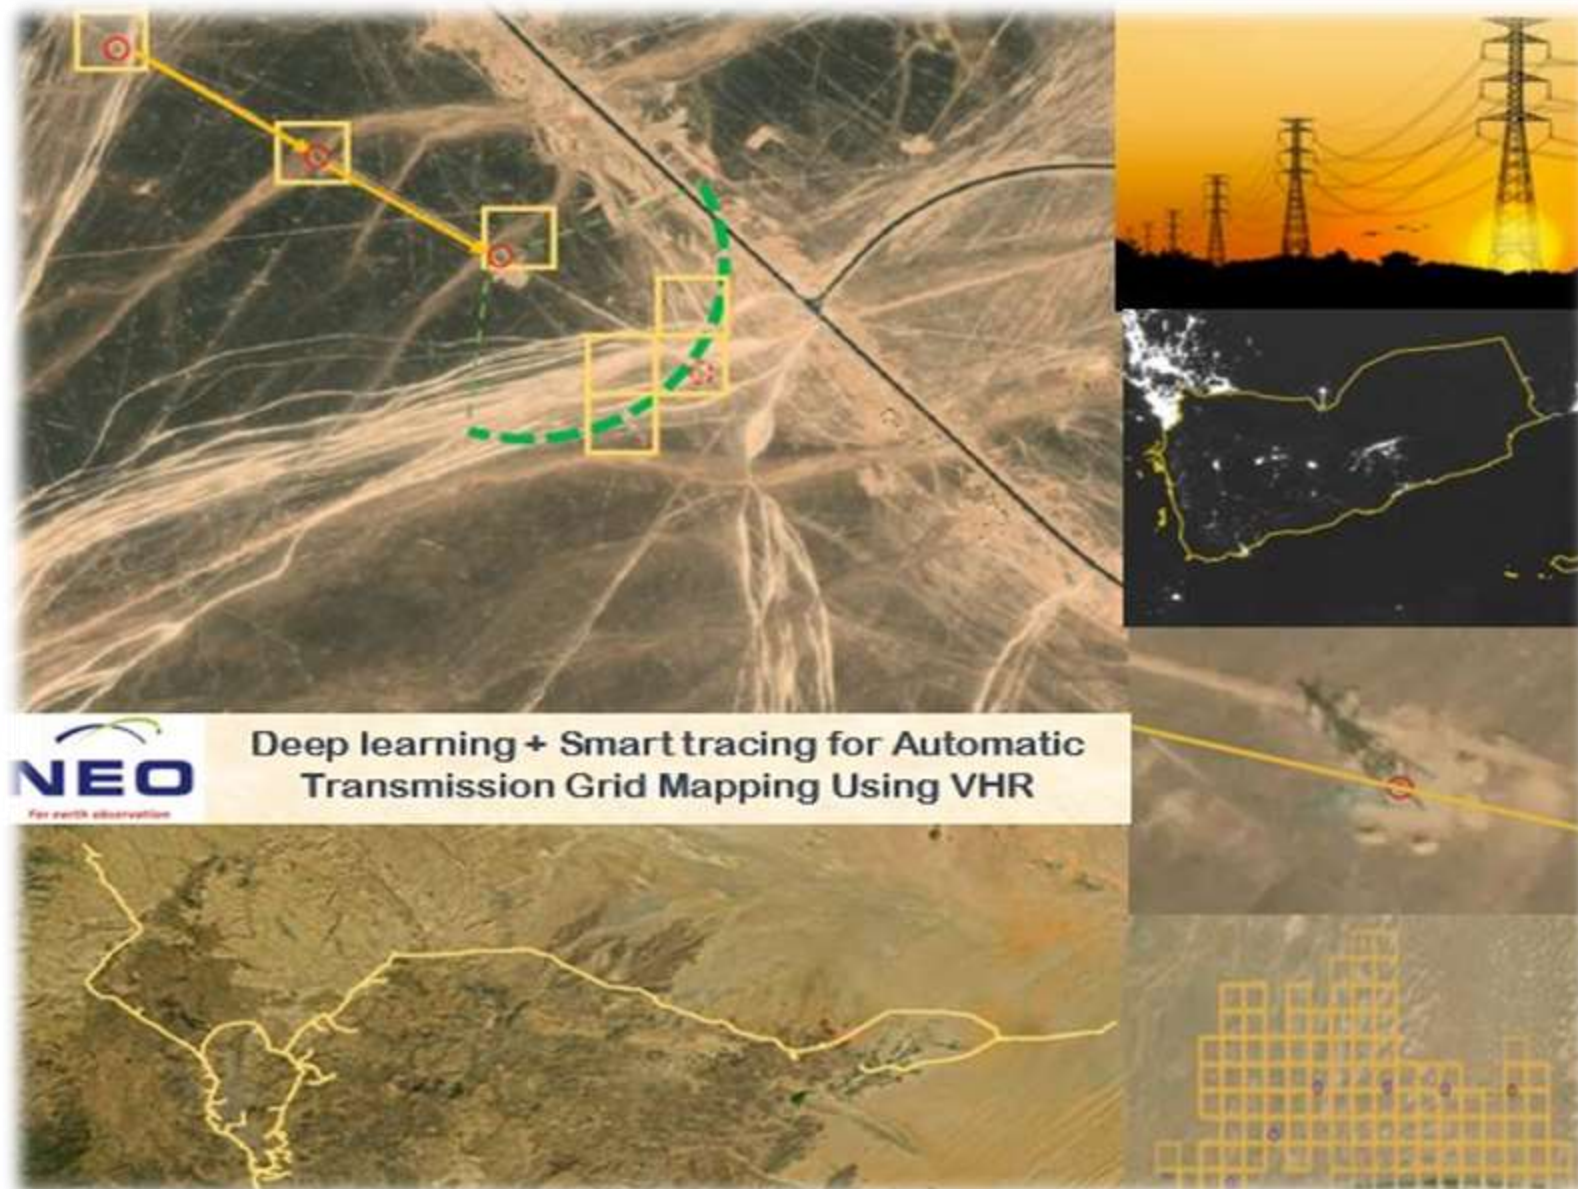 NEO
For earth observation
Deep learning + Smart tracing for Automatic
Transmission Grid Mapping Using VHR